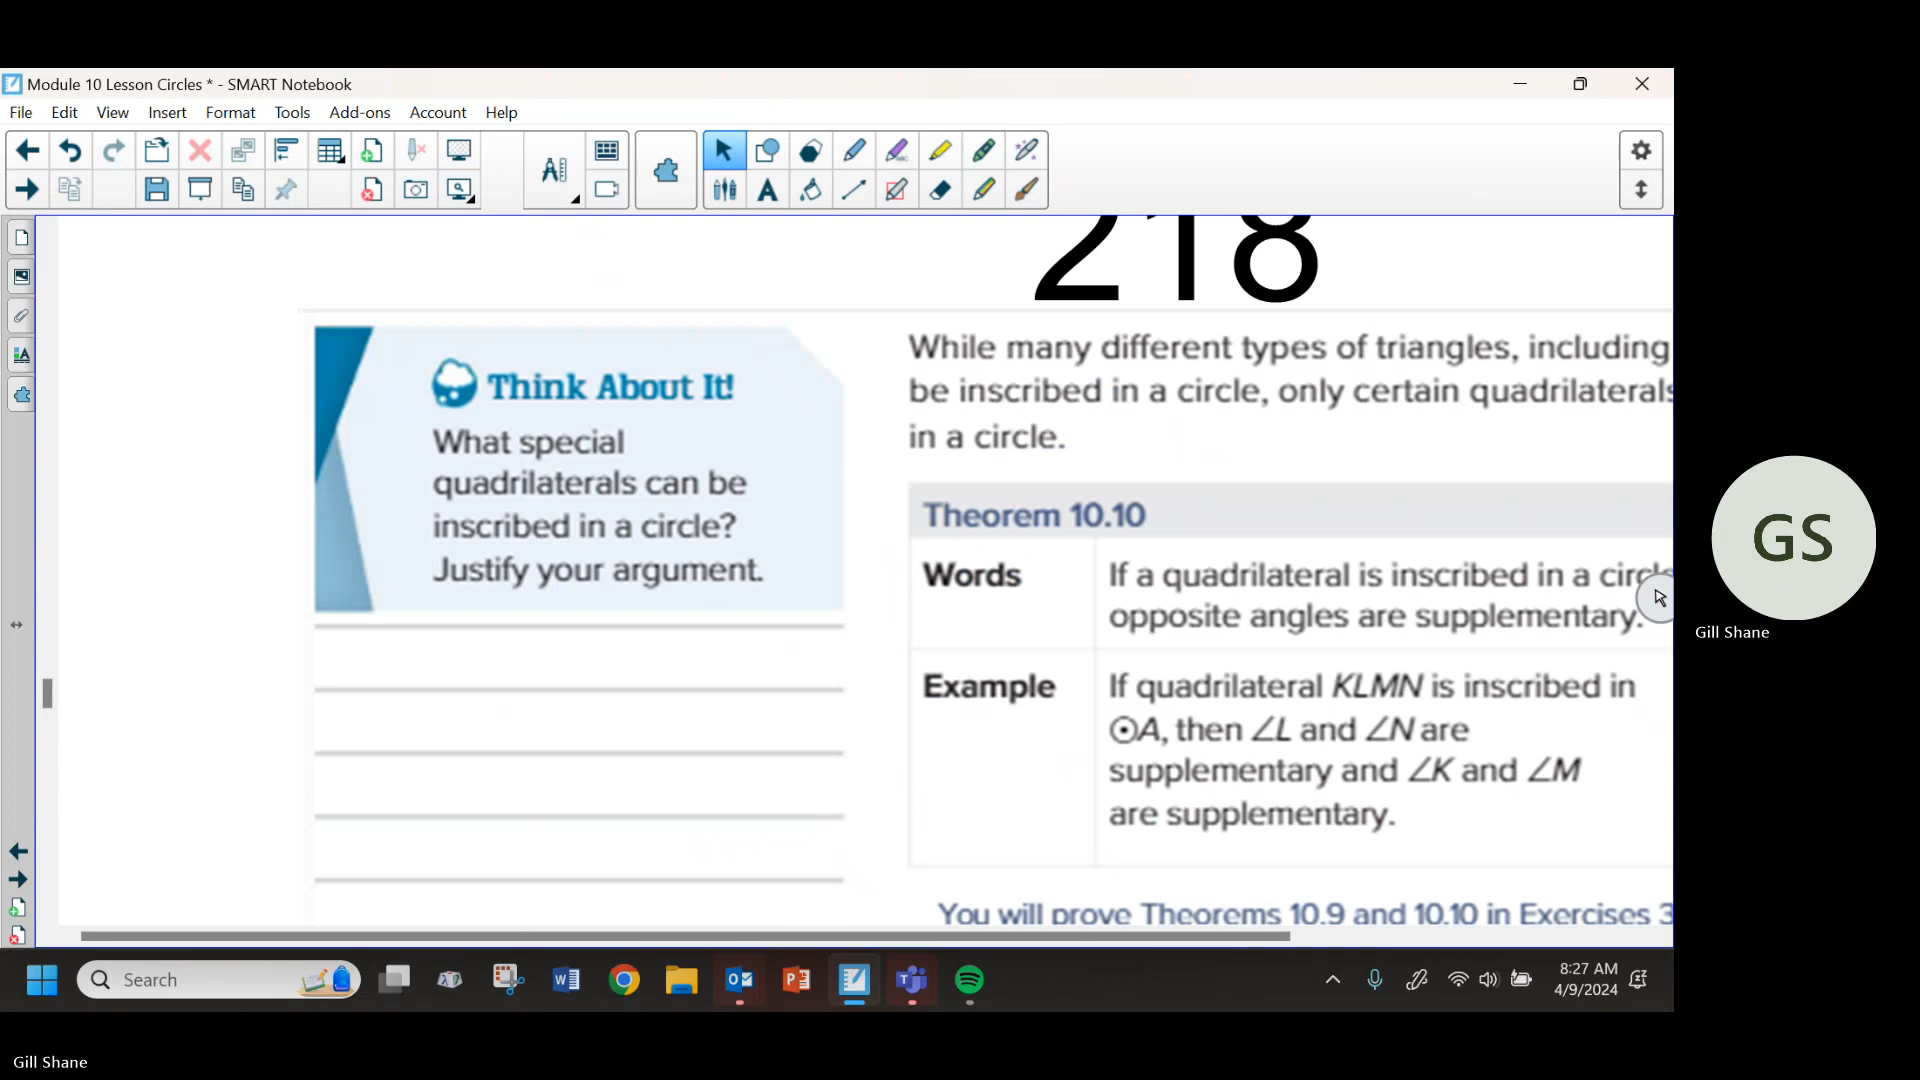 Module 10 Lesson Circles * - SMART Notebook
File Edit View Insert Format Tools Add-ons Account Help
218
Think About It!
What special
quadrilaterals can be
inscribed in a circle?
Justify your argument.
While many different types of triangles, including
be inscribed in a circle, only certain quadrilaterals
in a circle.
Theorem 10.10
Words
If a quadrilateral is inscribed in a circle
opposite angles are supplementary.
Example
If quadrilateral KLMN is inscribed in
⊙A, then ∠L and ∠N are
supplementary and ∠K and ∠M
are supplementary.
You will prove Theorems 10.9 and 10.10 in Exercises 3
GS
Gill Shane
Search
8:27 AM
4/9/2024
Gill Shane